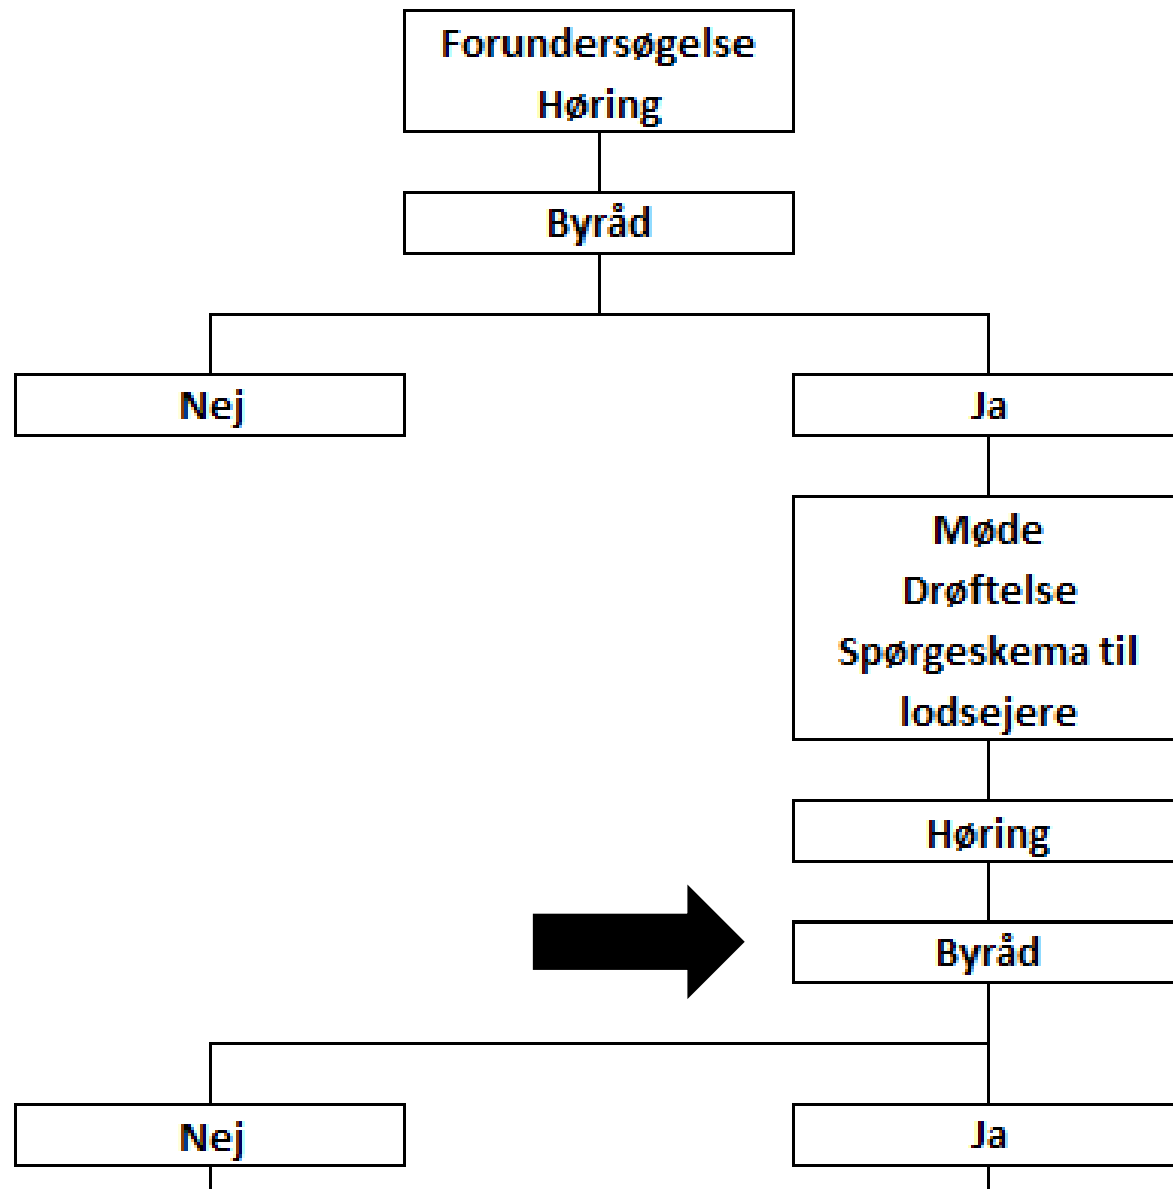 Forundersøgelse
Høring
Byråd
Nej
Ja
Møde
Drøftelse
Spørgeskema til
lodsejere
Høring
Byråd
Nej
Ja